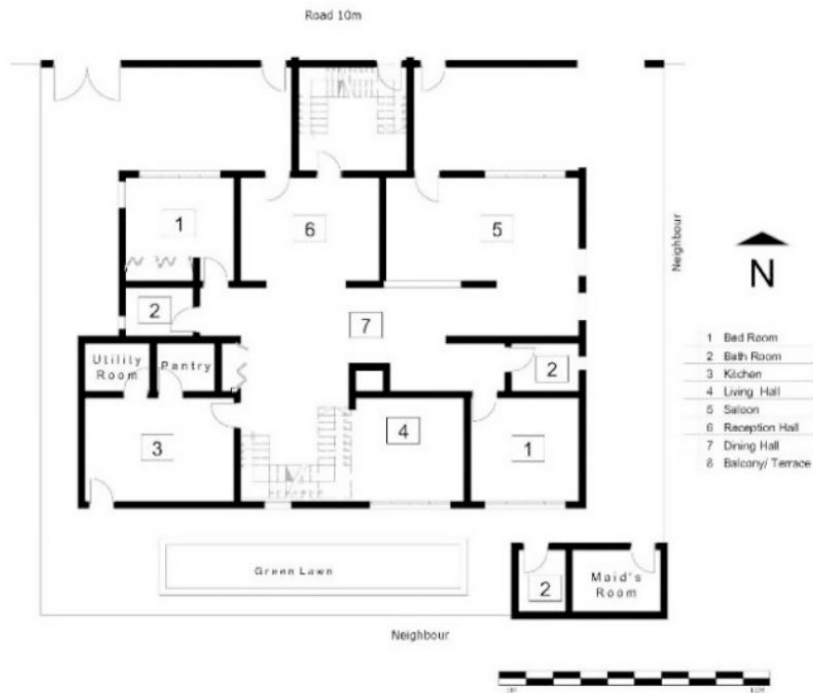 Road 10m
1
6
5
Neighbour
N
2
7
Utility
Room
Pantry
2
3
4
1
1 Bed Room
2 Bath Room
3 Kitchen
4 Living Hall
5 Saloon
6 Reception Hall
7 Dining Hall
8 Balcony/ Terrace
Green Lawn
2
Maid's
Room
Neighbour